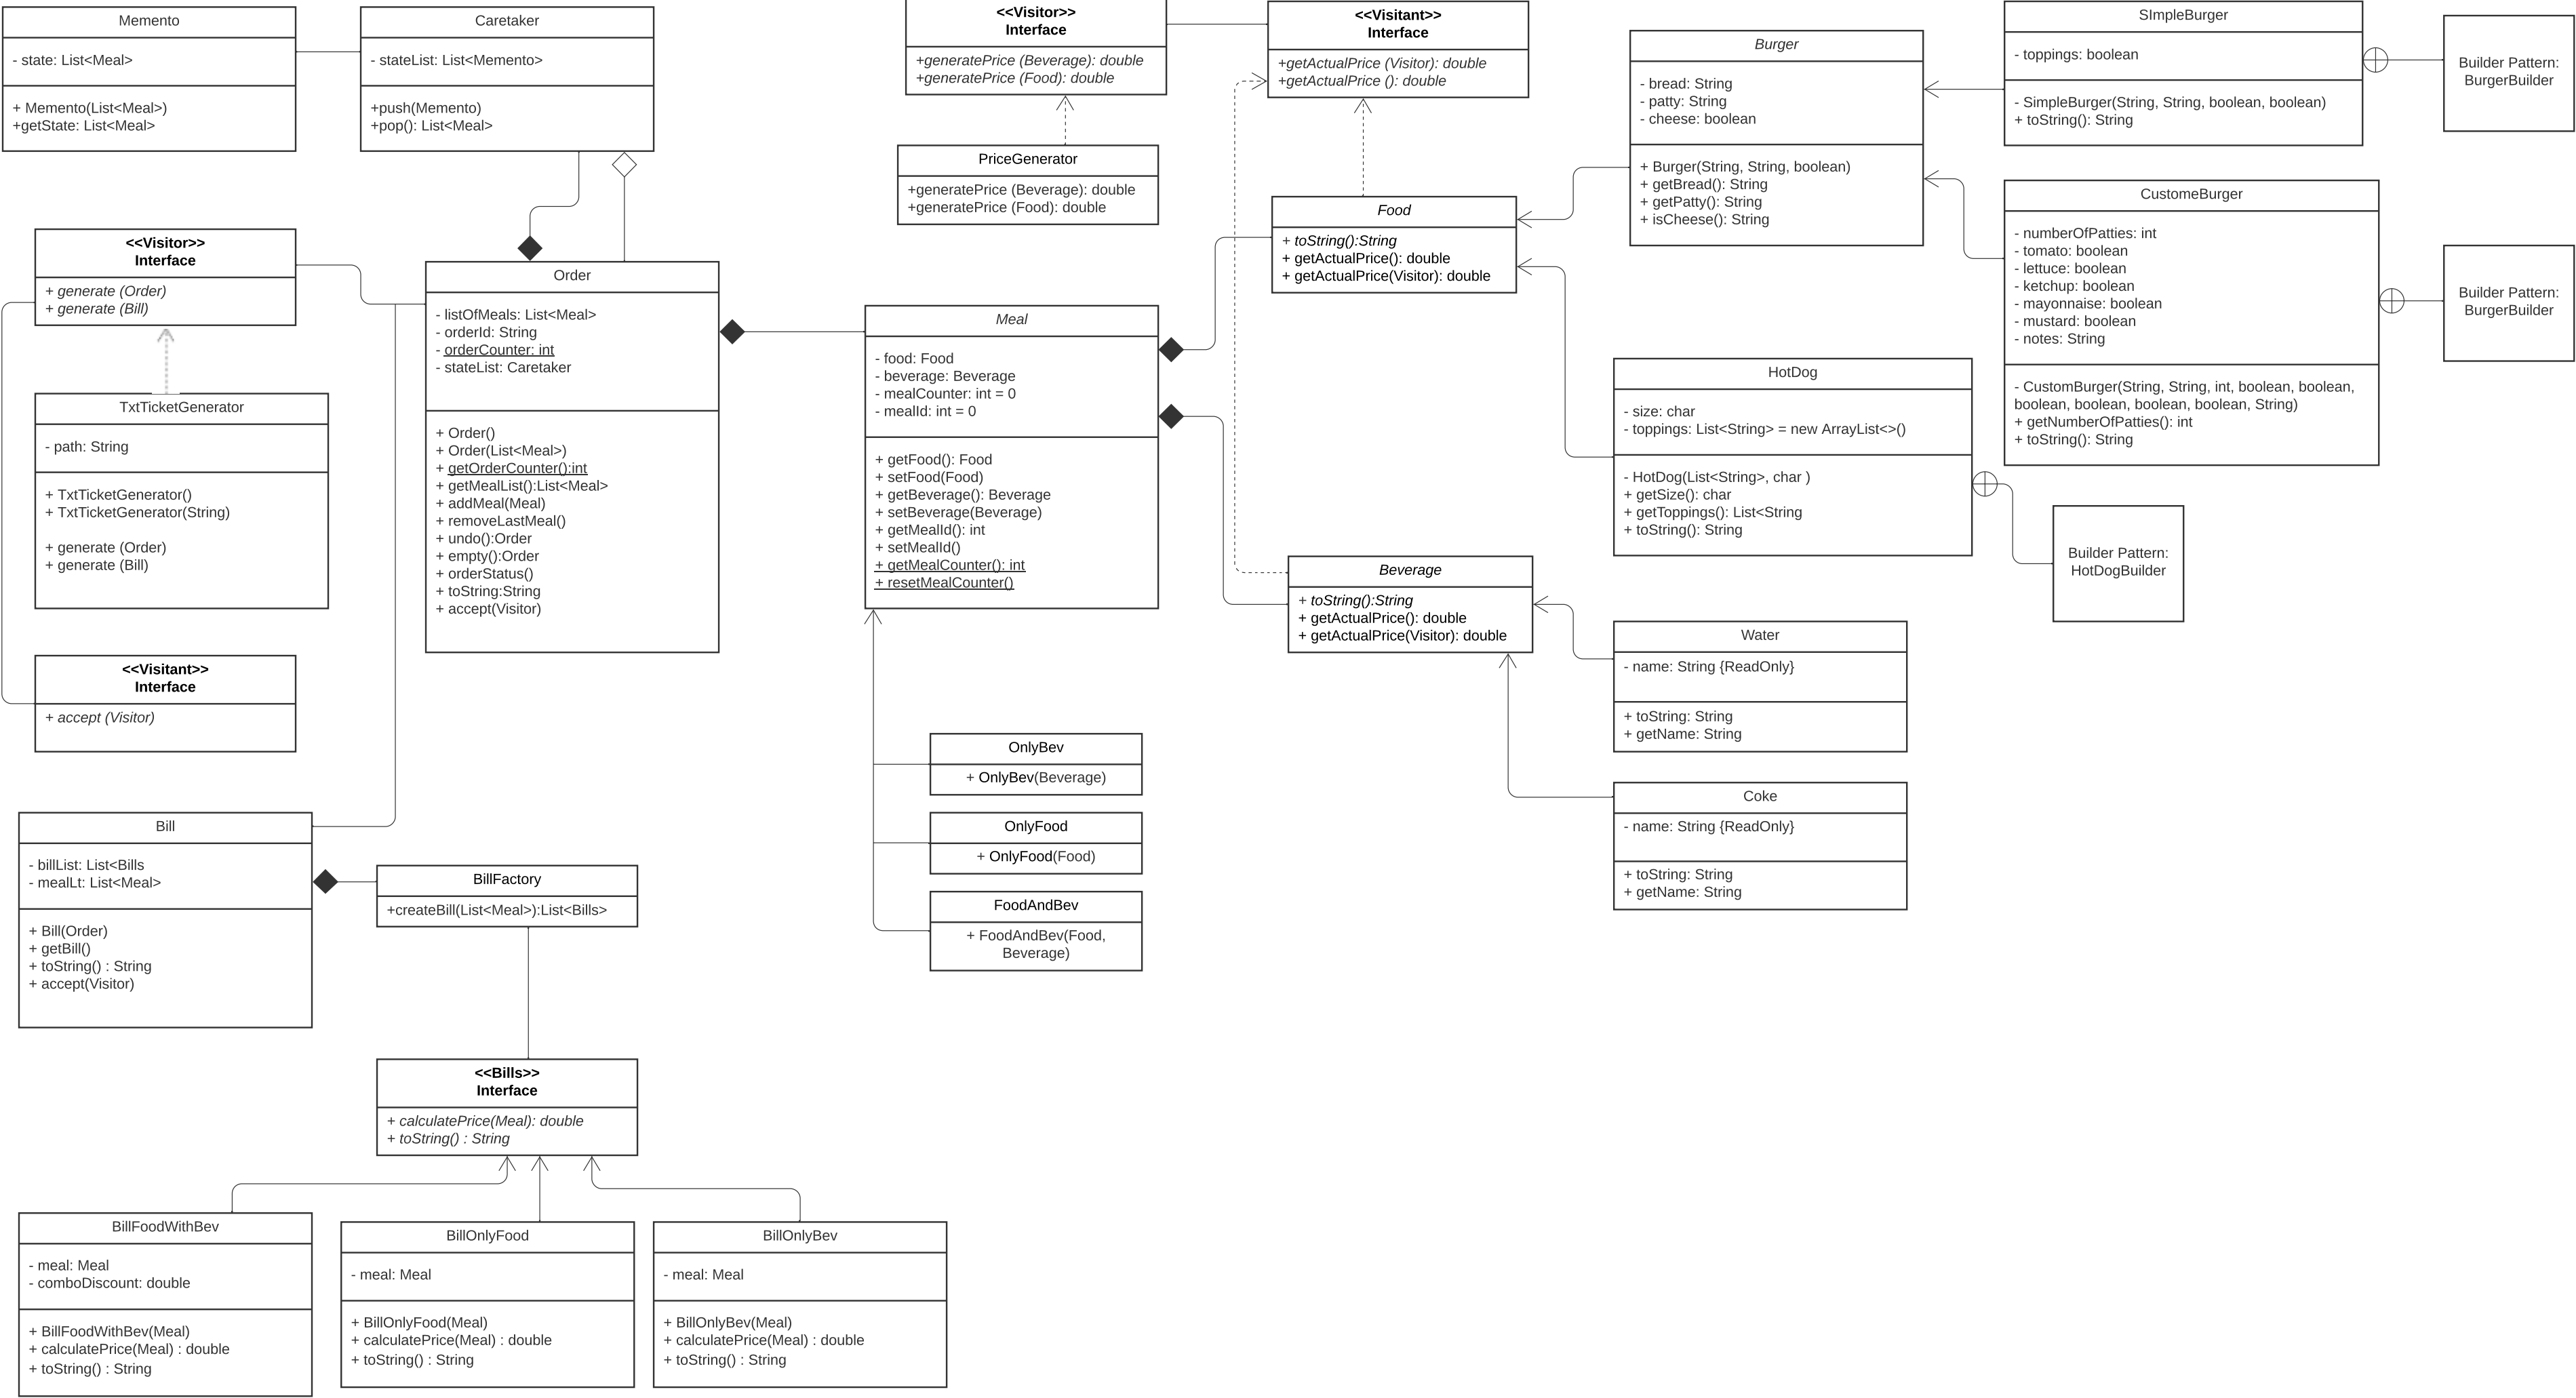 Memento
- state: List<Meal>
+ Memento(List<Meal>)
+getState: List<Meal>
Caretaker
- stateList: List<Memento>
+push(Memento)
+pop(): List<Meal>
<<Visitor>>
Interface
+generatePrice (Beverage): double
+generatePrice (Food): double
<<Visitant>>
Interface
+getActualPrice (Visitor): double
+getActualPrice (): double
PriceGenerator
+generatePrice (Beverage): double
+generatePrice (Food): double
Burger
- bread: String
- patty: String
- cheese: boolean
+ Burger(String, String, boolean)
+ getBread(): String
+ getPatty(): String
+ isCheese(): String
SImpleBurger
- toppings: boolean
- SimpleBurger(String, String, boolean, boolean)
+ toString(): String
Builder Pattern:
BurgerBuilder
CustomeBurger
- numberOfPatties: int
- tomato: boolean
- lettuce: boolean
- ketchup: boolean
- mayonnaise: boolean
- mustard: boolean
- notes: String
- CustomBurger(String, String, int, boolean, boolean,
boolean, boolean, boolean, boolean, String)
+ getNumberOfPatties(): int
+ toString(): String
Builder Pattern:
BurgerBuilder
Food
+ toString():String
+ getActualPrice(): double
+ getActualPrice(Visitor): double
<<Visitor>>
Interface
+ generate (Order)
+ generate (Bill)
Order
- listOfMeals: List<Meal>
- orderId: String
- orderCounter: int
- stateList: Caretaker
+ Order()
+ Order(List<Meal>)
+ getOrderCounter():int
+ getMealList():List<Meal>
+ addMeal(Meal)
+ removeLastMeal()
+ undo():Order
+ empty():Order
+ orderStatus()
+ toString:String
+ accept(Visitor)
Meal
- food: Food
- beverage: Beverage
- mealCounter: int = 0
- mealId: int = 0
+ getFood(): Food
+ setFood(Food)
+ getBeverage(): Beverage
+ setBeverage(Beverage)
+ getMealId(): int
+ setMealId()
+ getMealCounter(): int
+ resetMealCounter()
HotDog
- size: char
- toppings: List<String> = new ArrayList<>()
- HotDog(List<String>, char )
+ getSize(): char
+ getToppings(): List<String
+ toString(): String
Builder Pattern:
HotDogBuilder
TxtTicketGenerator
- path: String
+ TxtTicketGenerator()
+ TxtTicketGenerator(String)
+ generate (Order)
+ generate (Bill)
Beverage
+ toString():String
+ getActualPrice(): double
+ getActualPrice(Visitor): double
Water
- name: String {ReadOnly}
+ toString: String
+ getName: String
<<Visitant>>
Interface
+ accept (Visitor)
OnlyBev
+ OnlyBev(Beverage)
OnlyFood
+ OnlyFood(Food)
FoodAndBev
+ FoodAndBev(Food,
Beverage)
Coke
- name: String {ReadOnly}
+ toString: String
+ getName: String
Bill
- billList: List<Bills
- mealLt: List<Meal>
+ Bill(Order)
+ getBill()
+ toString() : String
+ accept(Visitor)
BillFactory
+createBill(List<Meal>):List<Bills>
<<Bills>>
Interface
+ calculatePrice(Meal): double
+ toString() : String
BillFoodWithBev
- meal: Meal
- comboDiscount: double
+ BillFoodWithBev(Meal)
+ calculatePrice(Meal) : double
+ toString() : String
BillOnlyFood
- meal: Meal
+ BillOnlyFood(Meal)
+ calculatePrice(Meal) : double
+ toString() : String
BillOnlyBev
- meal: Meal
+ BillOnlyBev(Meal)
+ calculatePrice(Meal) : double
+ toString() : String